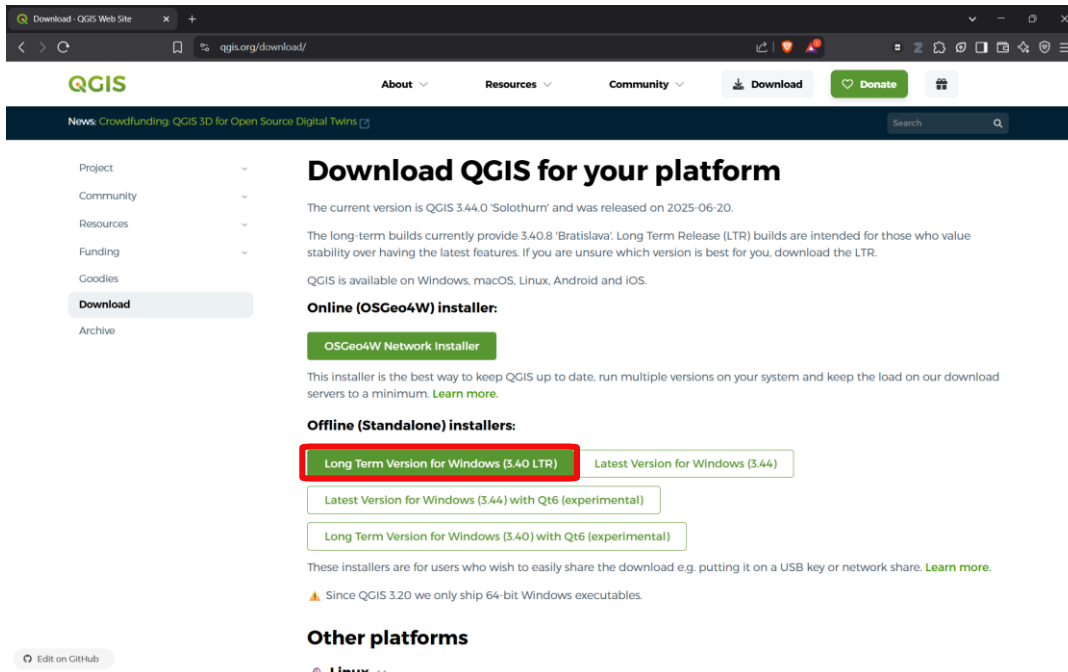 Download · QGIS Web Site
qgis.org/download/
QGIS
About
Resources
Community
Download
Donate
News: Crowdfunding: QGIS 3D for Open Source Digital Twins
Search
Project
Community
Resources
Funding
Goodies
Download
Archive
Download QGIS for your platform
The current version is QGIS 3.44.0 'Solothurn' and was released on 2025-06-20.
The long-term builds currently provide 3.40.8 'Bratislava'. Long Term Release (LTR) builds are intended for those who value
stability over having the latest features. If you are unsure which version is best for you, download the LTR.
QGIS is available on Windows, macOS, Linux, Android and iOS.
Online (OSGeo4W) installer:
OSGeo4W Network Installer
This installer is the best way to keep QGIS up to date, run multiple versions on your system and keep the load on our download
servers to a minimum. Learn more.
Offline (Standalone) installers:
Long Term Version for Windows (3.40 LTR)
Latest Version for Windows (3.44)
Latest Version for Windows (3.44) with Qt6 (experimental)
Long Term Version for Windows (3.40) with Qt6 (experimental)
These installers are for users who wish to easily share the download e.g. putting it on a USB key or network share. Learn more.
Since QGIS 3.20 we only ship 64-bit Windows executables.
Other platforms
Linux
Edit on GitHub